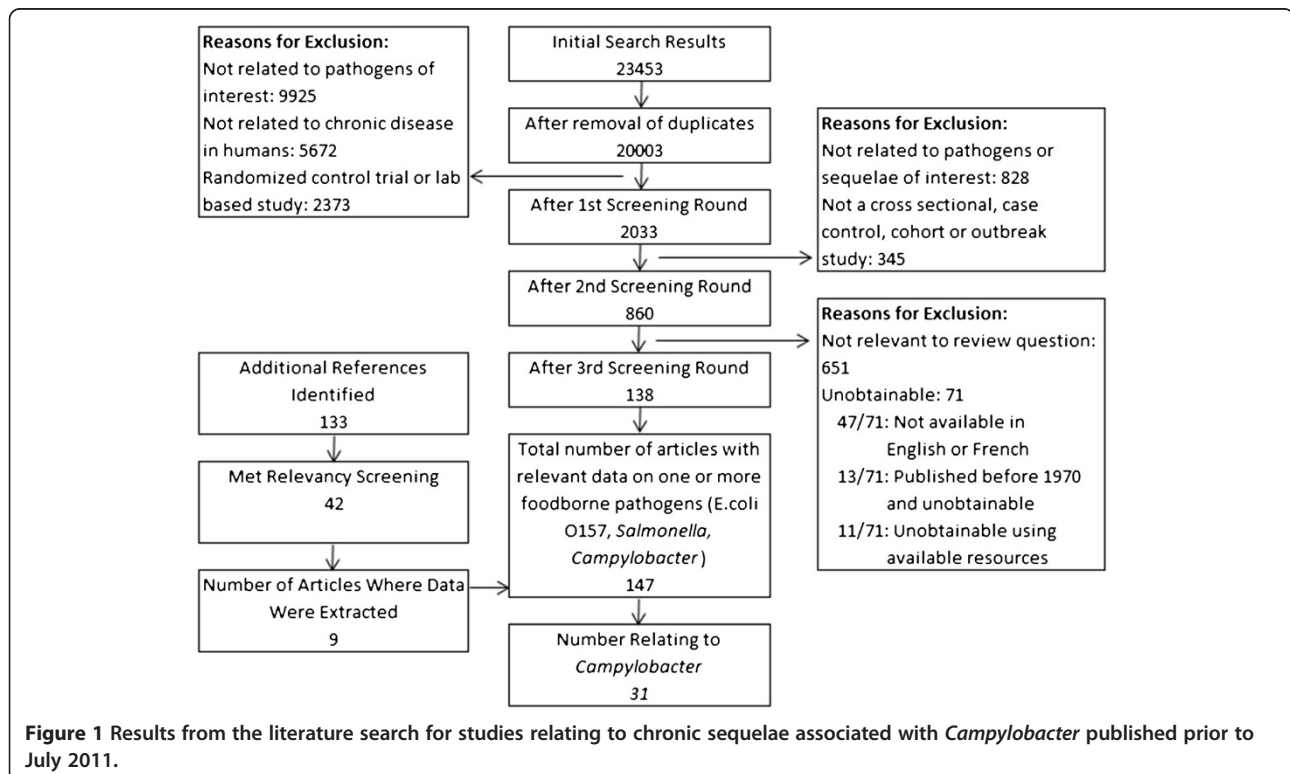 Reasons for Exclusion:
Not related to pathogens of
interest: 9925
Not related to chronic disease
in humans: 5672
Randomized control trial or lab
based study: 2373
Initial Search Results
23453
After removal of duplicates
20003
After 1st Screening Round
2033
Reasons for Exclusion:
Not related to pathogens or
sequelae of interest: 828
Not a cross sectional, case
control, cohort or outbreak
study: 345
After 2nd Screening Round
860
Reasons for Exclusion:
Not relevant to review question:
651
Unobtainable: 71
47/71: Not available in
English or French
13/71: Published before 1970
and unobtainable
11/71: Unobtainable using
available resources
After 3rd Screening Round
138
Additional References
Identified
133
Met Relevancy Screening
42
Number of Articles Where Data
Were Extracted
9
Total number of articles with
relevant data on one or more
foodborne pathogens (E.coli
O157, Salmonella,
Campylobacter)
147
Number Relating to
Campylobacter
31
Figure 1 Results from the literature search for studies relating to chronic sequelae associated with Campylobacter published prior to
July 2011.